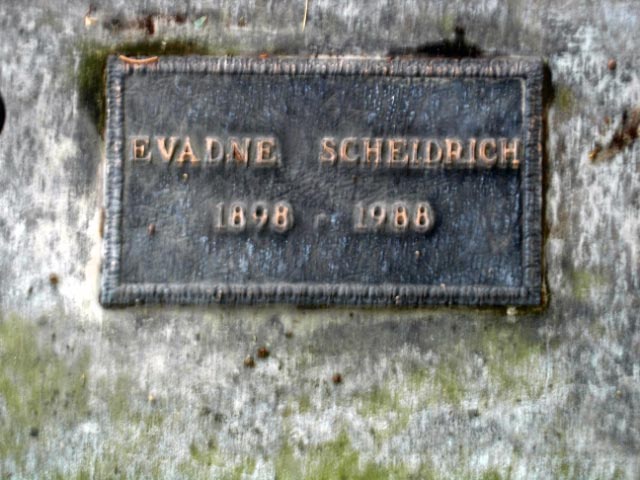 EVADNE SCHEIDRICH
1898 - 1988